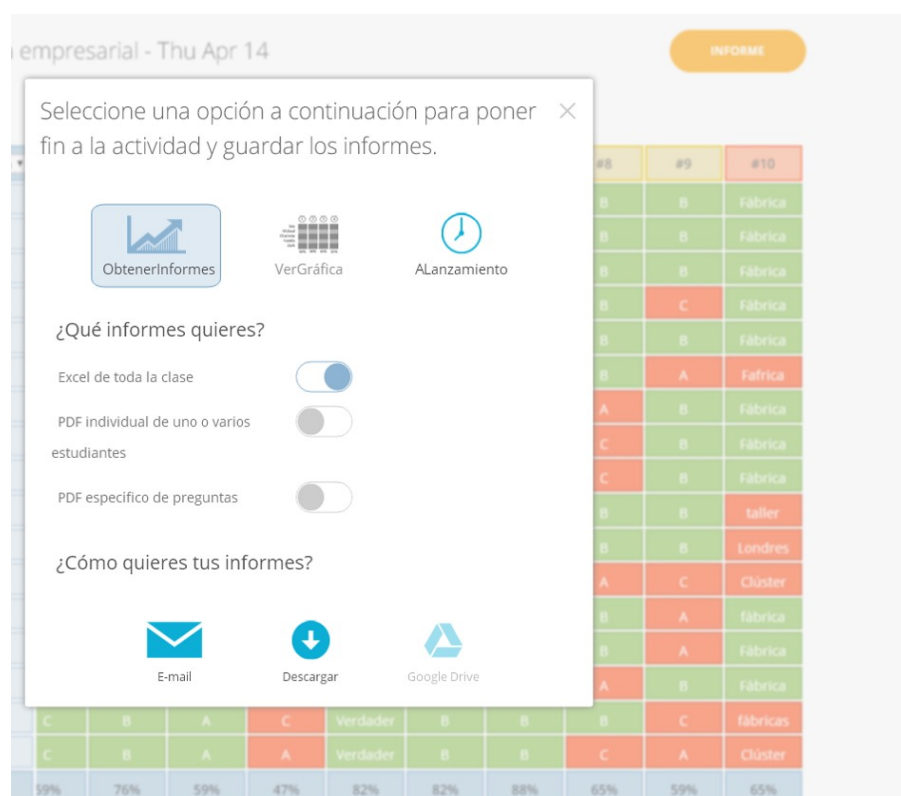 empresarial - Thu Apr 14
INFORME
Seleccione una opción a continuación para poner
fin a la actividad y guardar los informes.
ObtenerInformes VerGráfica ALanzamiento
¿Qué informes quieres?
Excel de toda la clase
PDF individual de uno o varios
estudiantes
PDF especifico de preguntas
¿Cómo quieres tus informes?
E-mail Descargar Google Drive
#8 #9 #10
B B Fábrica
B B Fábrica
B B Fábrica
B C Fábrica
B B Fábrica
B A Fafrica
A B Fábrica
C B Fábrica
C B Fábrica
B B taller
B B Londres
A C Clúster
B A fábrica
B A Fábrica
A B Fábrica
C B A C Verdader B B B C fábricas
C B A A Verdader B B C A Clúster
59% 76% 59% 47% 82% 82% 88% 65% 59% 65%